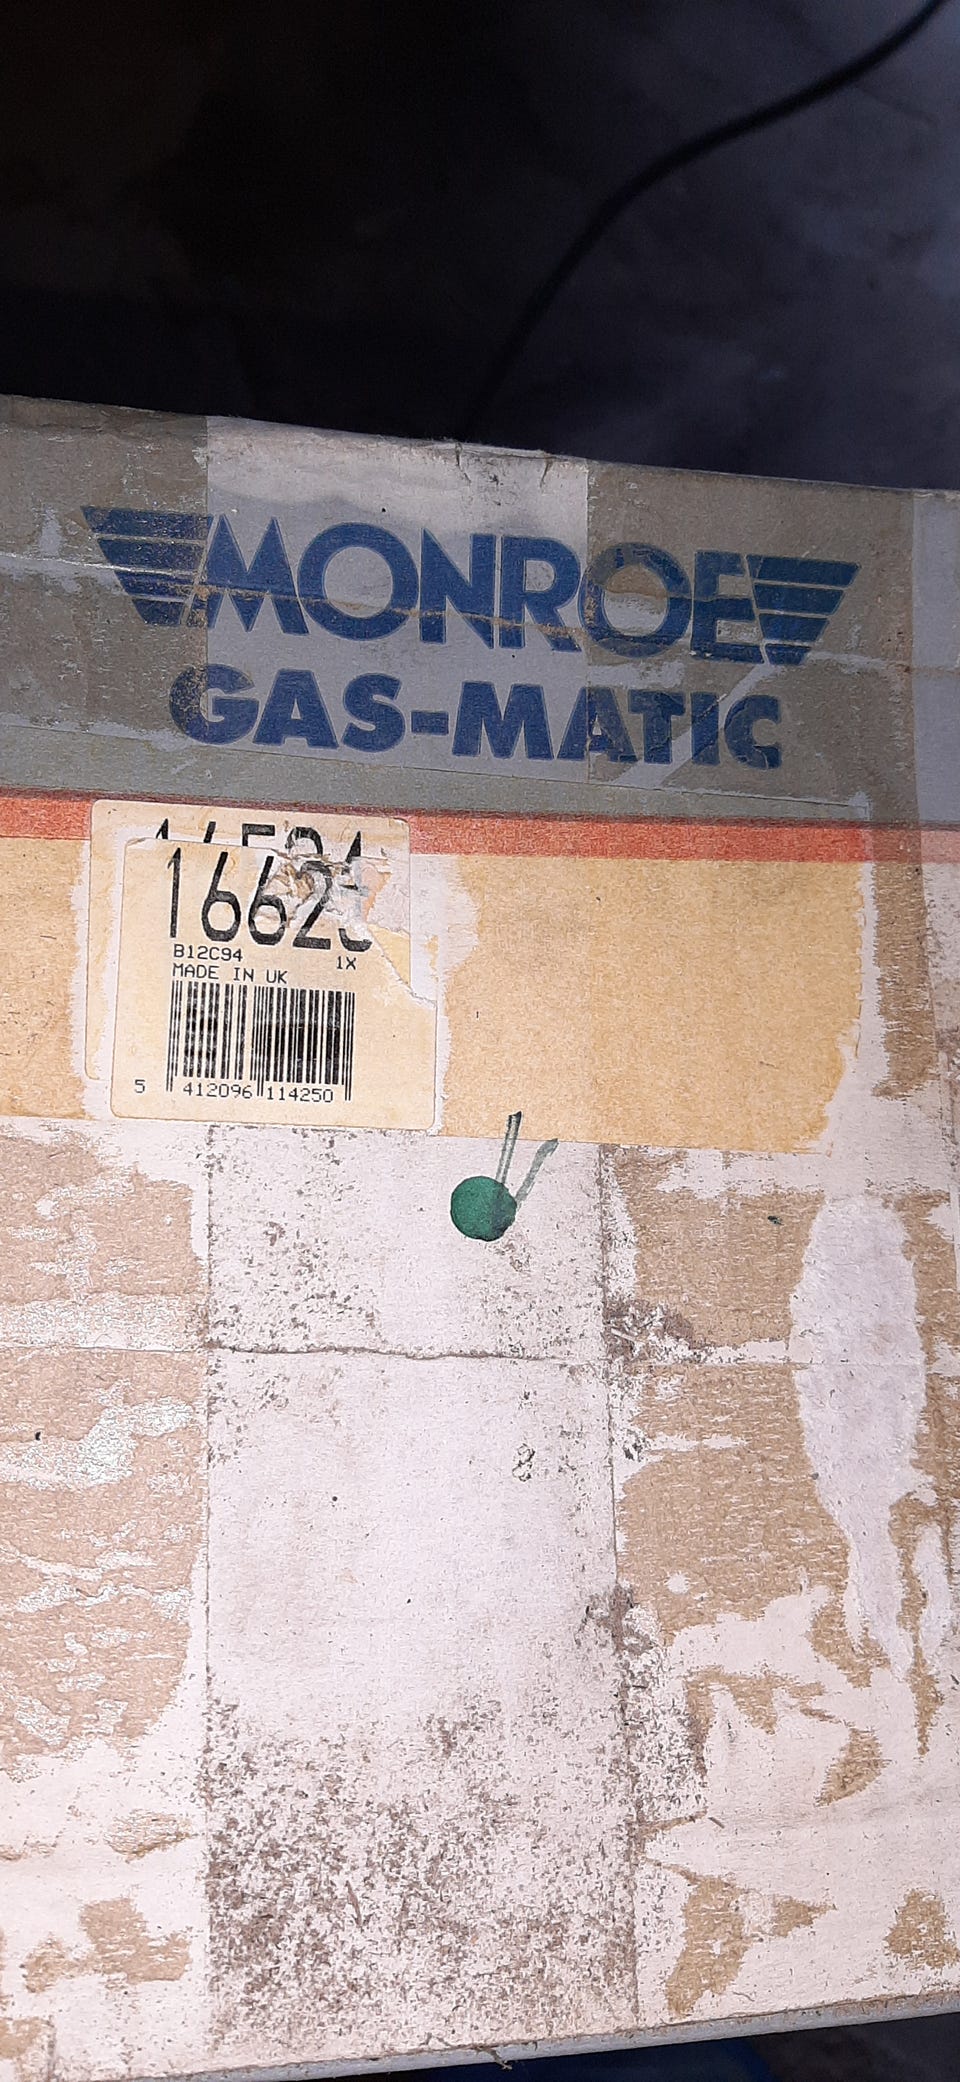 MONROE
GAS-MATIC
B12C94 1X
MADE IN UK
5 412096 114250